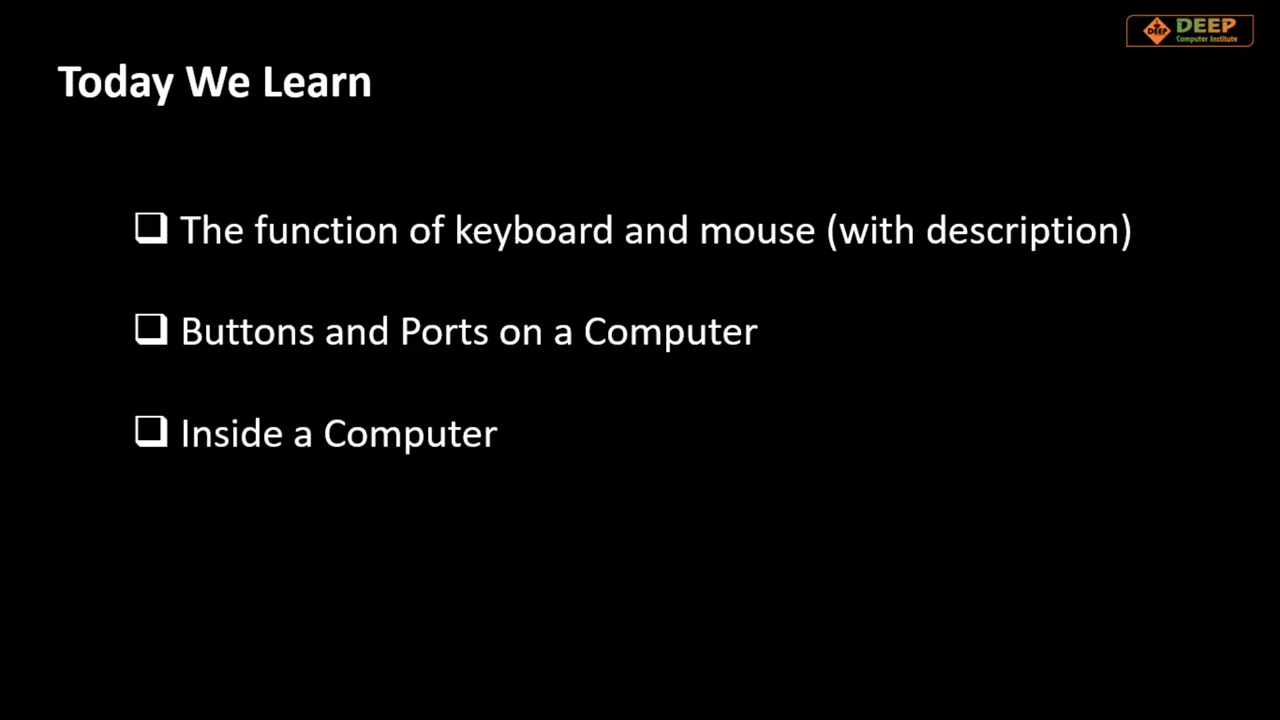 DEEP
DEEP
Computer Institute
Today We Learn
❑ The function of keyboard and mouse (with description)
❑ Buttons and Ports on a Computer
❑ Inside a Computer